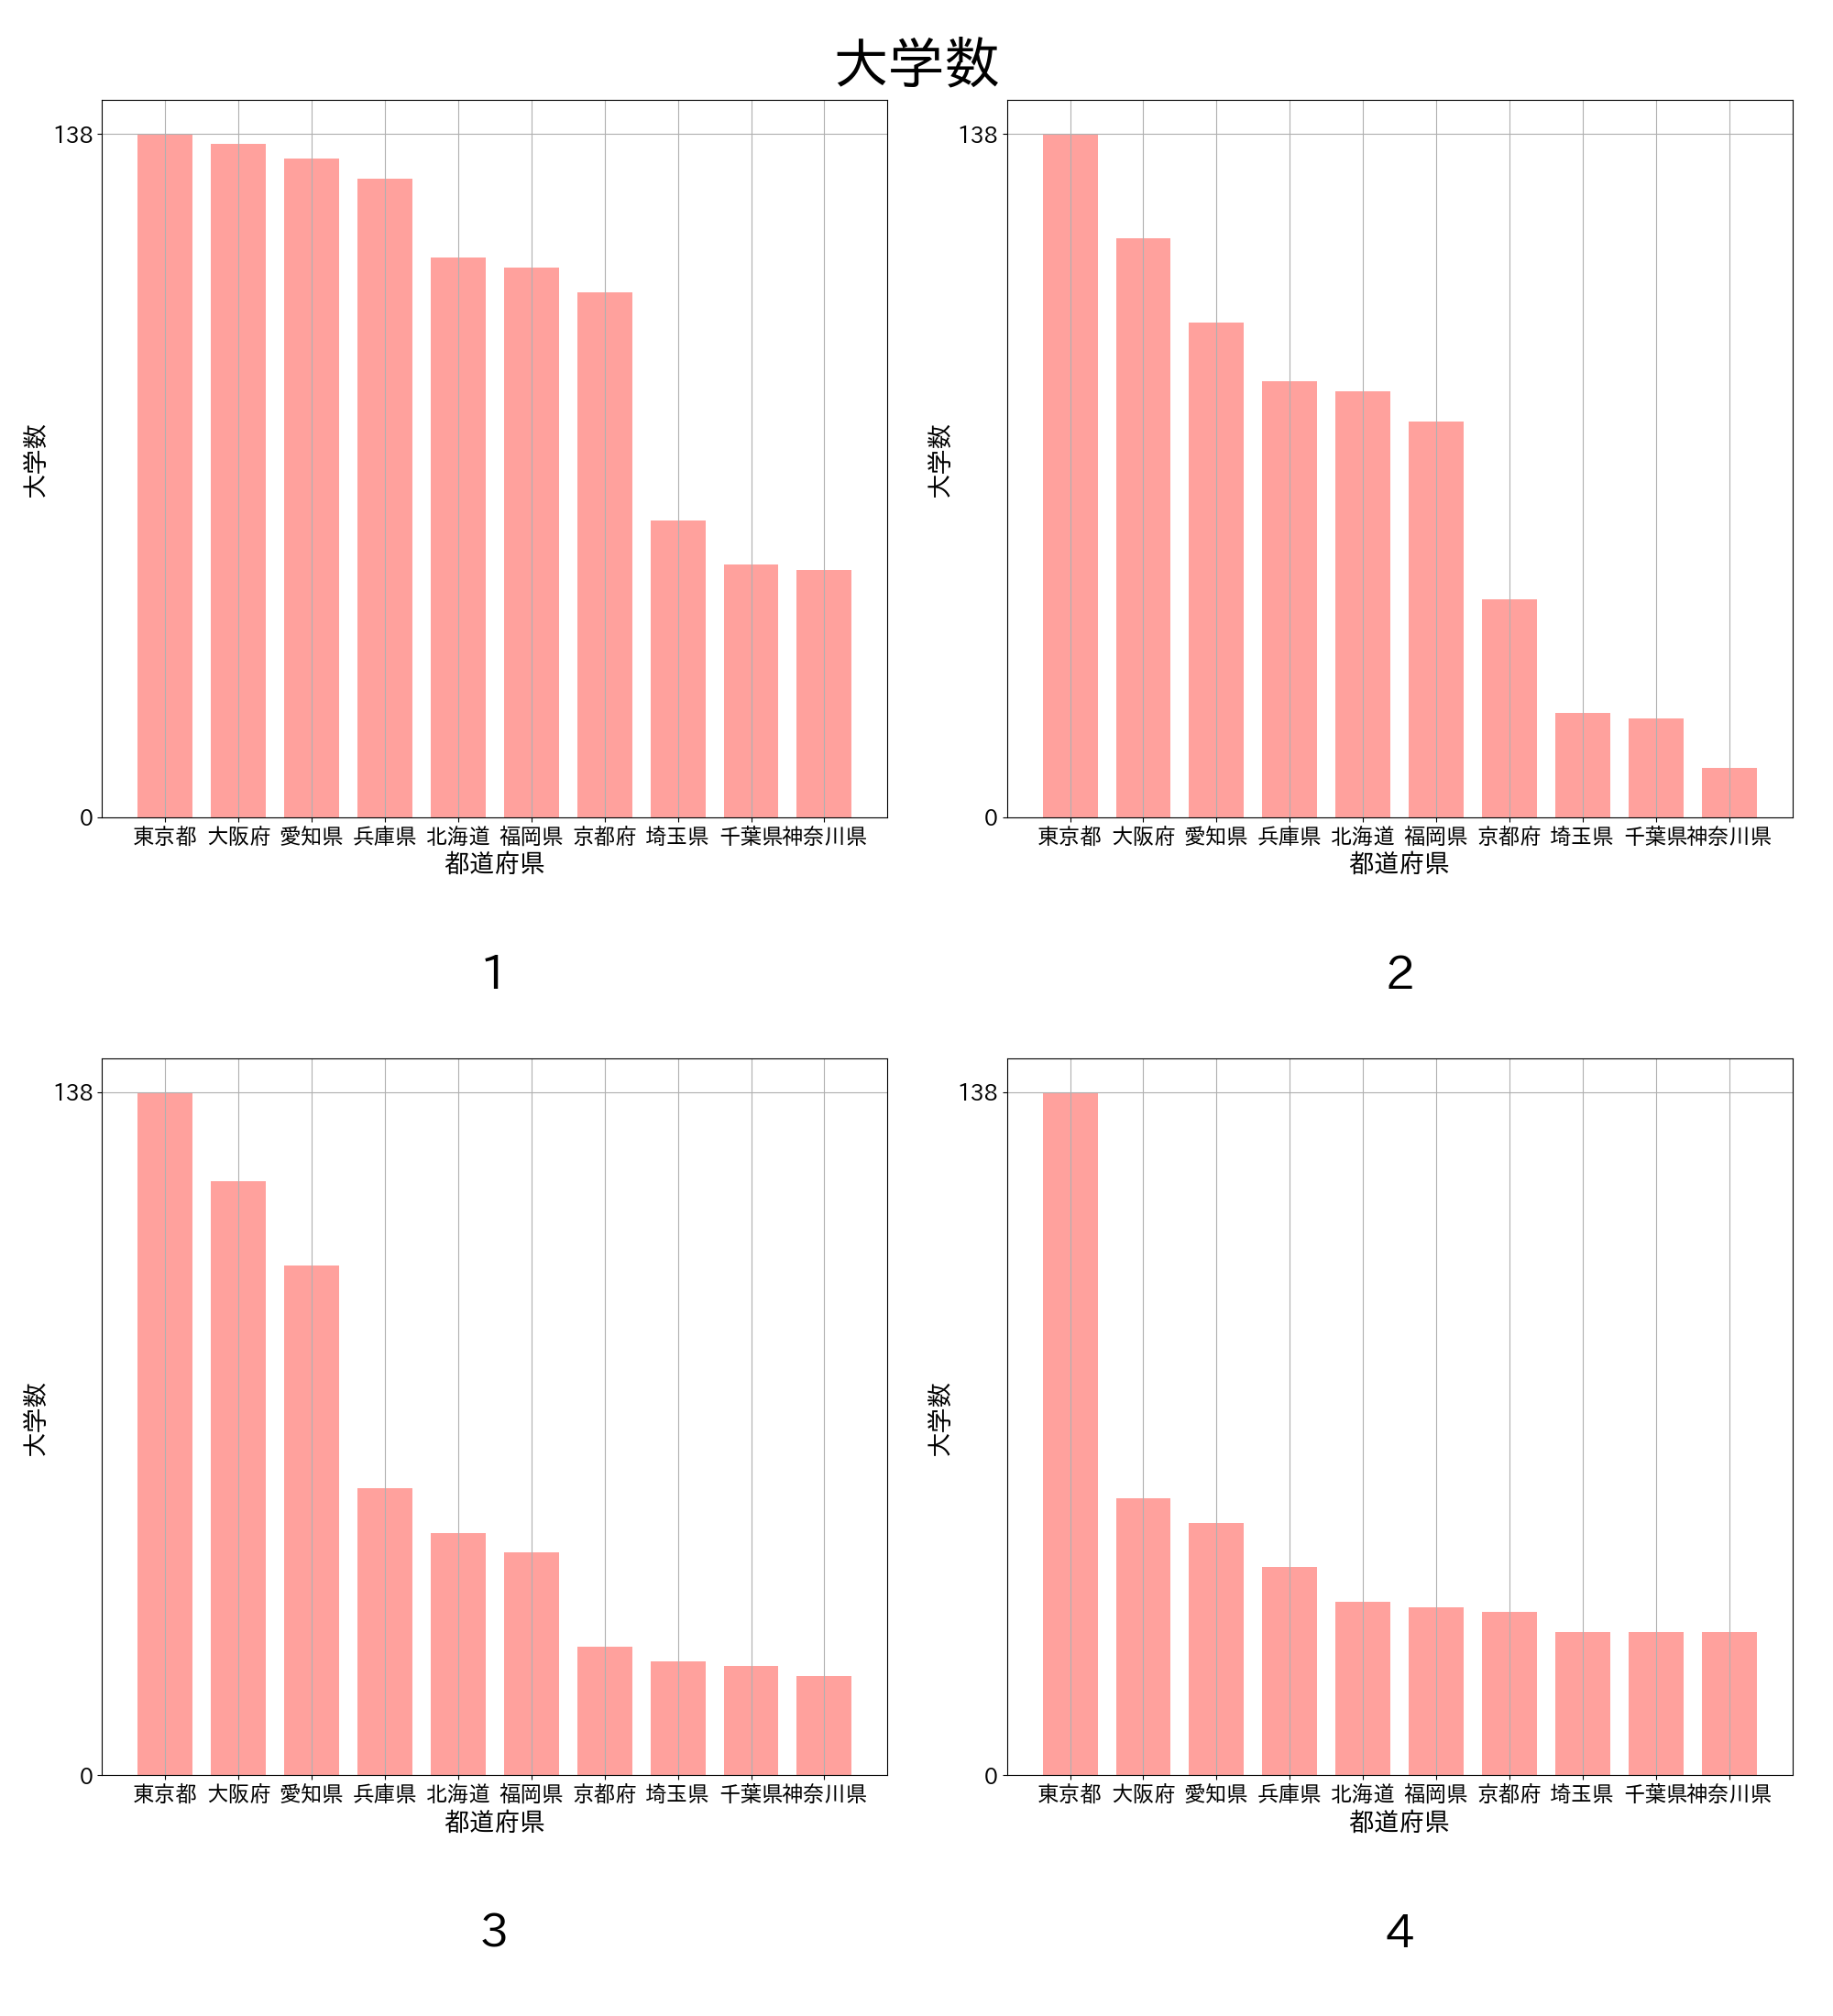 大学数
138
0
大学数
東京都 大阪府 愛知県 兵庫県 北海道 福岡県 京都府 埼玉県 千葉県 神奈川県
都道府県
1
138
0
大学数
東京都 大阪府 愛知県 兵庫県 北海道 福岡県 京都府 埼玉県 千葉県 神奈川県
都道府県
2
138
0
大学数
東京都 大阪府 愛知県 兵庫県 北海道 福岡県 京都府 埼玉県 千葉県 神奈川県
都道府県
3
138
0
大学数
東京都 大阪府 愛知県 兵庫県 北海道 福岡県 京都府 埼玉県 千葉県 神奈川県
都道府県
4